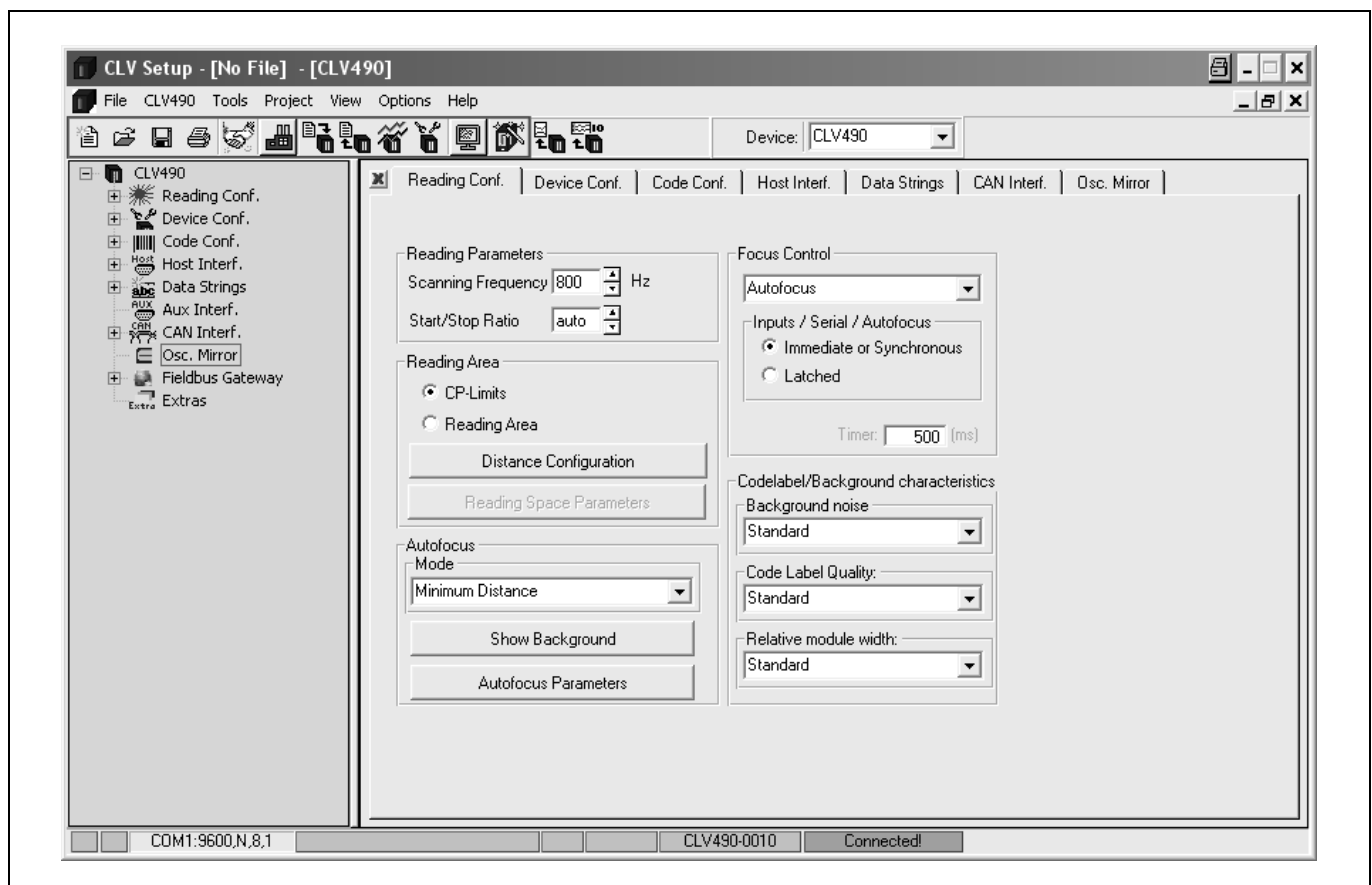 CLV Setup - [No File] - [CLV490]
File CLV490 Tools Project View Options Help
Device: CLV490
CLV490
Reading Conf.
Device Conf.
Code Conf.
Host Host Interf.
abc Data Strings
AUX Aux Interf.
CAN CAN Interf.
Osc. Mirror
Fieldbus Gateway
Extra Extras
Reading Conf. Device Conf. Code Conf. Host Interf. Data Strings CAN Interf. Osc. Mirror
Reading Parameters
Scanning Frequency 800 Hz
Start/Stop Ratio auto
Reading Area
CP-Limits
Reading Area
Distance Configuration
Reading Space Parameters
Autofocus
Mode
Minimum Distance
Show Background
Autofocus Parameters
Focus Control
Autofocus
Inputs / Serial / Autofocus
Immediate or Synchronous
Latched
Timer: 500 (ms)
Codelabel/Background characteristics
Background noise
Standard
Code Label Quality:
Standard
Relative module width:
Standard
COM1:9600,N,8,1 CLV490-0010 Connected!